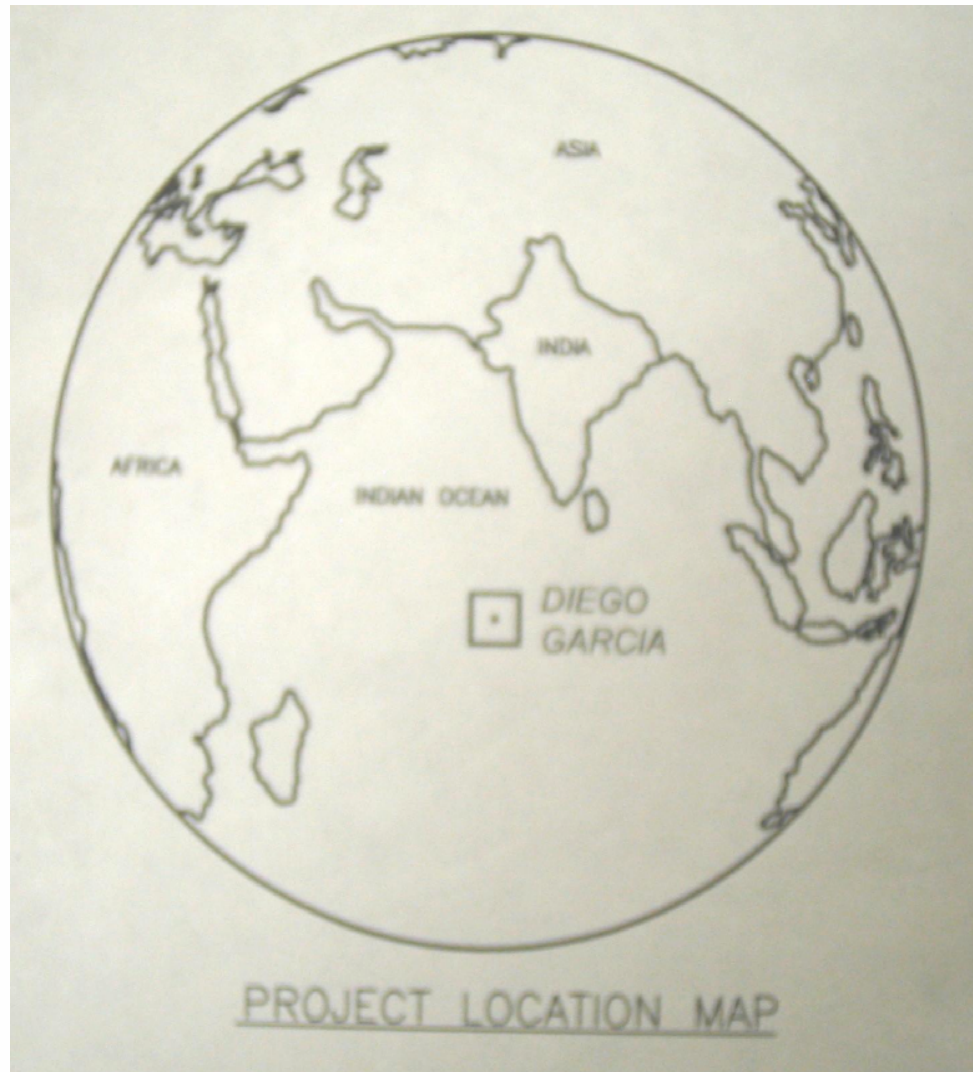 ASIA
INDIA
AFRICA
INDIAN OCEAN
DIEGO
GARCIA
PROJECT LOCATION MAP